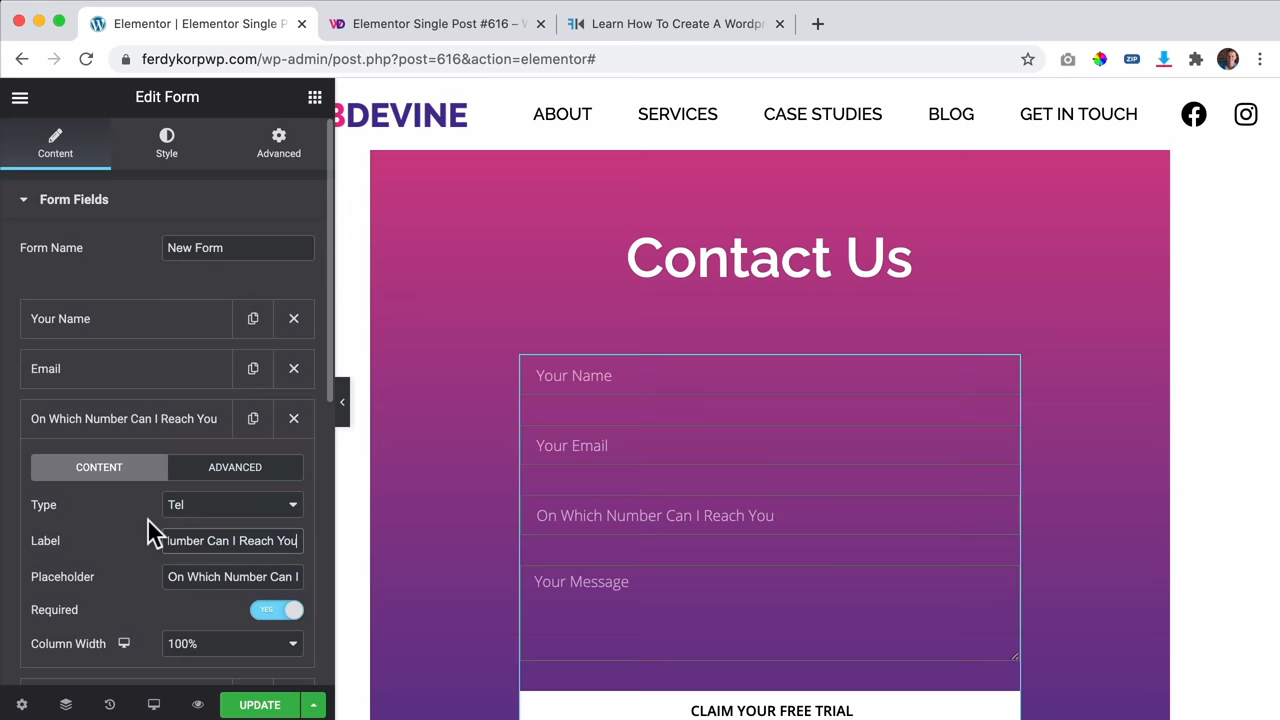 Elementor | Elementor Single P
Elementor Single Post #616 – W
Learn How To Create A Wordpr
ferdykorpwp.com/wp-admin/post.php?post=616&action=elementor#
ZIP
Edit Form
Content
Style
Advanced
Form Fields
Form Name
New Form
Your Name
Email
On Which Number Can I Reach You
CONTENT
ADVANCED
Type
Tel
Label
Number Can I Reach You
Placeholder
On Which Number Can I
Required
YES
Column Width
100%
UPDATE
BDEVINE
ABOUT
SERVICES
CASE STUDIES
BLOG
GET IN TOUCH
Contact Us
Your Name
Your Email
On Which Number Can I Reach You
Your Message
CLAIM YOUR FREE TRIAL